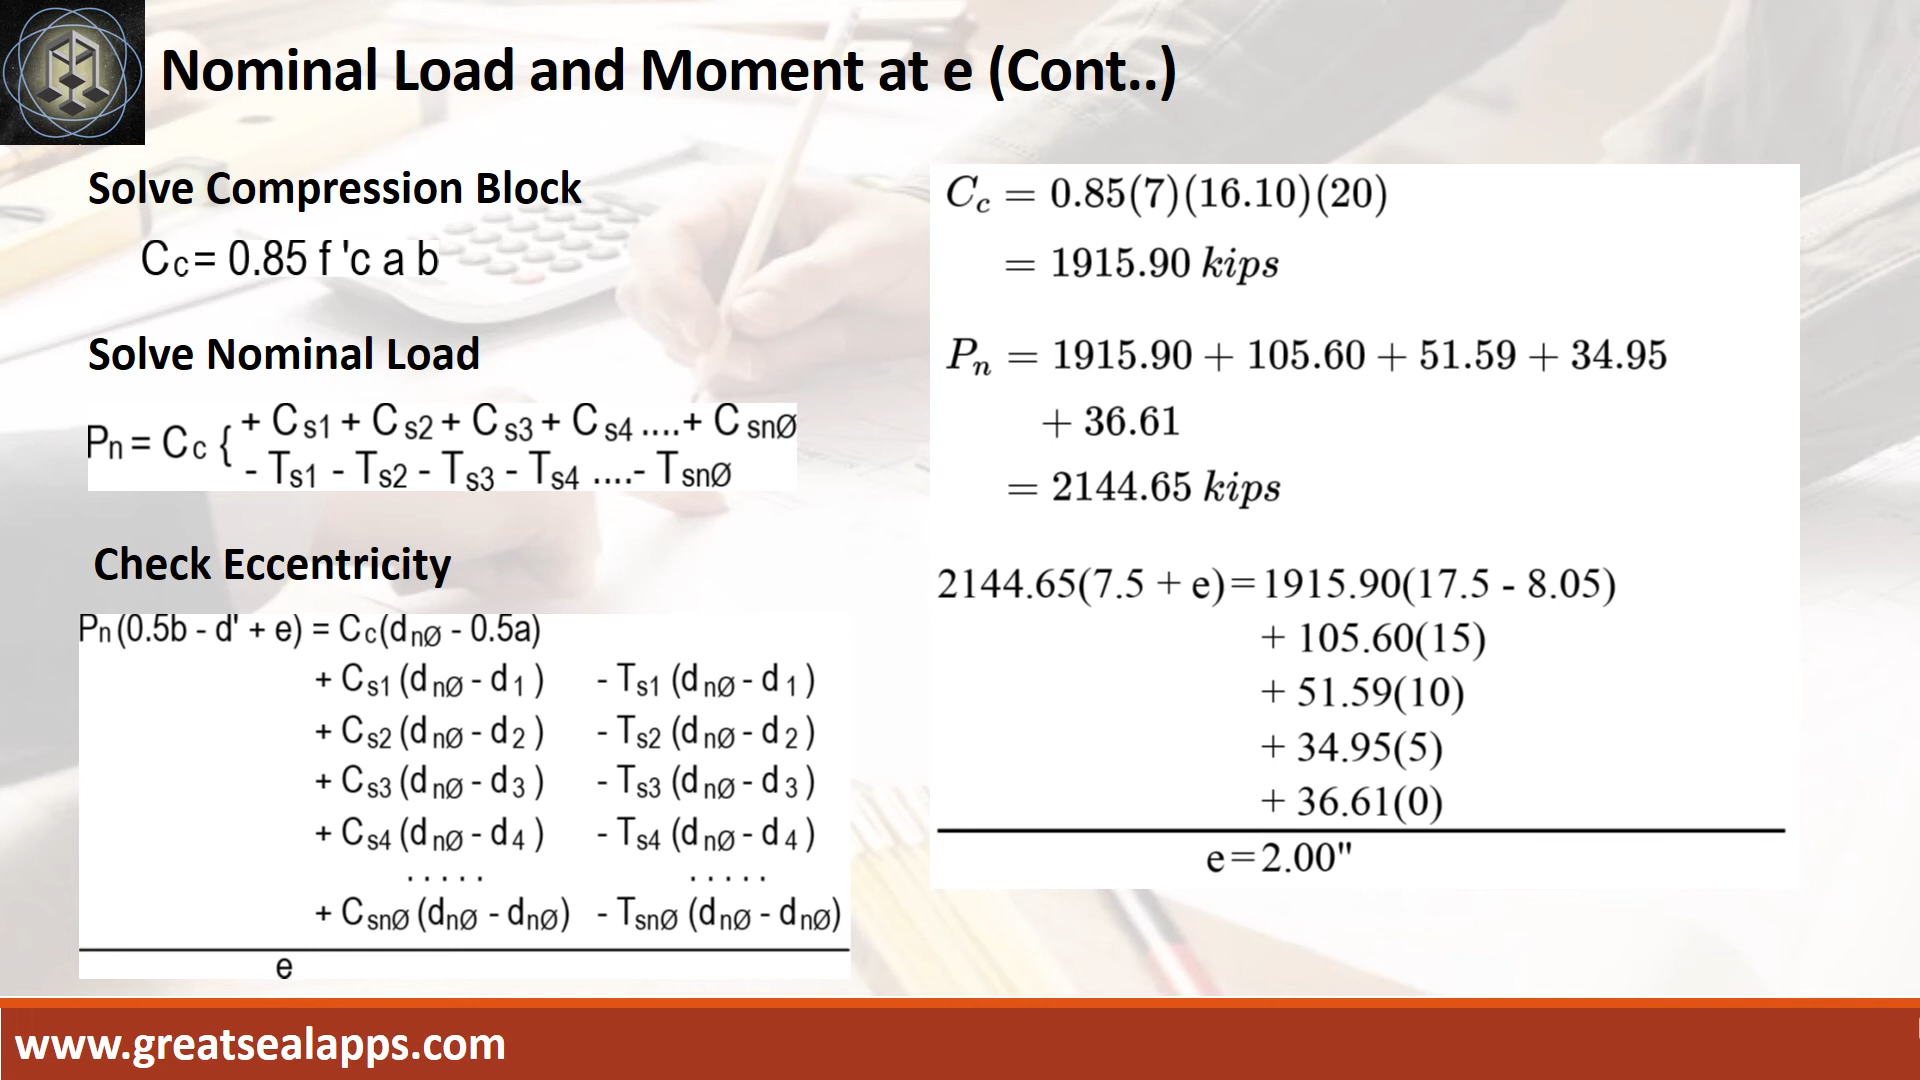 Nominal Load and Moment at e (Cont..)
Solve Compression Block
Cc = 0.85 f 'c a b
Solve Nominal Load
Pn = Cc { + Cs1 + Cs2 + Cs3 + Cs4 ....+ CsnØ
- Ts1 - Ts2 - Ts3 - Ts4 ....- TsnØ
Check Eccentricity
Pn (0.5b - d' + e) = Cc(dnØ - 0.5a)
+ Cs1 (dnØ - d1 ) - Ts1 (dnØ - d1 )
+ Cs2 (dnØ - d2 ) - Ts2 (dnØ - d2 )
+ Cs3 (dnØ - d3 ) - Ts3 (dnØ - d3 )
+ Cs4 (dnØ - d4 ) - Ts4 (dnØ - d4 )
. . . . . . . . . .
+ CsnØ (dnØ - dnØ) - TsnØ (dnØ - dnØ)
e
Cc = 0.85(7)(16.10)(20)
= 1915.90 kips
Pn = 1915.90 + 105.60 + 51.59 + 34.95
+ 36.61
= 2144.65 kips
2144.65(7.5 + e)=1915.90(17.5 - 8.05)
+ 105.60(15)
+ 51.59(10)
+ 34.95(5)
+ 36.61(0)
e=2.00"
www.greatsealapps.com